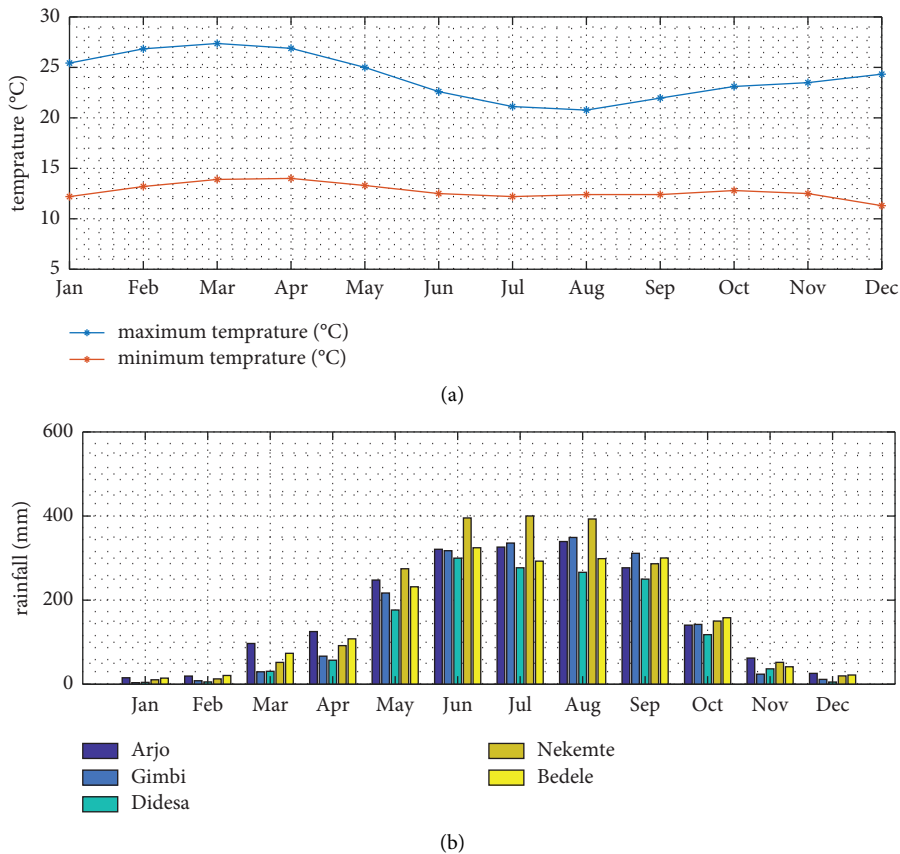 30
25
20
15
10
5
temprature (°C)
Jan Feb Mar Apr May Jun Jul Aug Sep Oct Nov Dec
maximum temprature (°C)
minimum temprature (°C)
(a)
600
400
200
0
rainfall (mm)
Jan Feb Mar Apr May Jun Jul Aug Sep Oct Nov Dec
Arjo
Gimbi
Didesa
Nekemte
Bedele
(b)